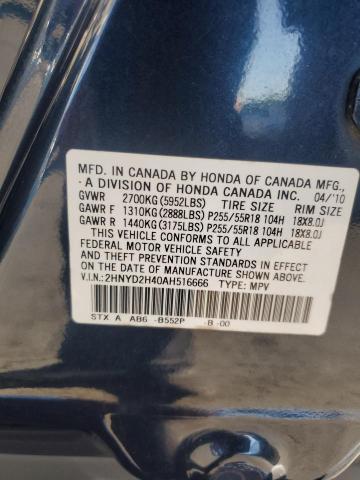 MFD. IN CANADA BY HONDA OF CANADA MFG.,
- A DIVISION OF HONDA CANADA INC. 04/'10
GVWR 2700KG(5952LBS) TIRE SIZE RIM SIZE
GAWR F 1310KG(2888LBS) P255/55R18 104H 18X8.0J
GAWR R 1440KG(3175LBS) P255/55R18 104H 18X8.0J
THIS VEHICLE CONFORMS TO ALL APPLICABLE
FEDERAL MOTOR VEHICLE SAFETY AND THEFT
PREVENTION STANDARDS IN EFFECT ON THE
DATE OF MANUFACTURE SHOWN ABOVE.
V.I.N.: 2HNYD2H40AH516666 TYPE: MPV
STX A AB6 -B552P -B -00